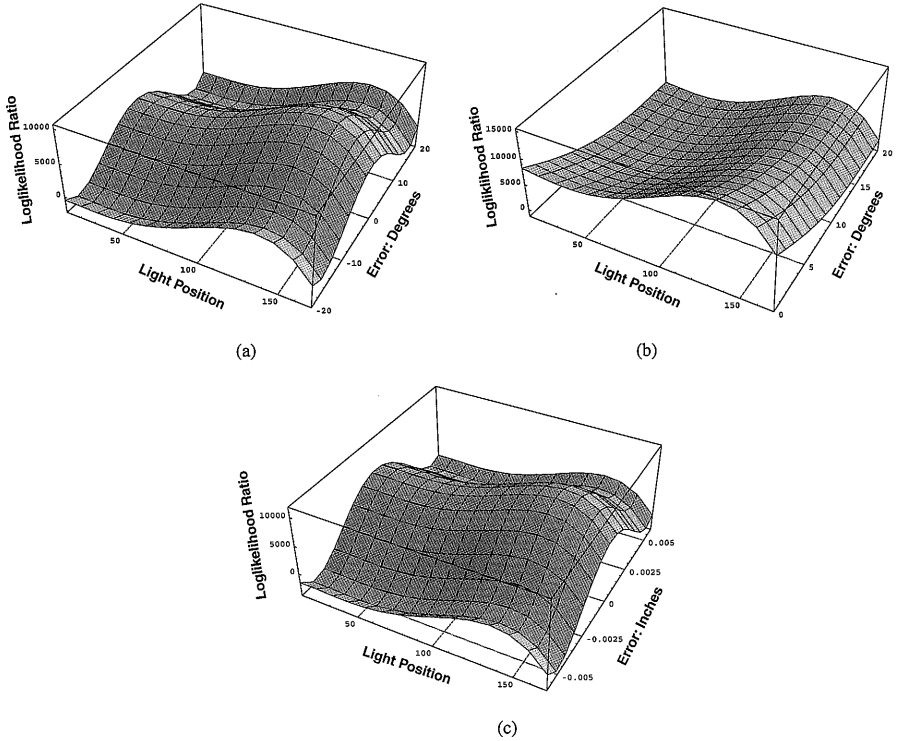 Loglikelihood Ratio
10000
5000
0
50
100
150
Light Position
-20
-10
0
10
20
Error: Degrees
(a)
Logliklihood Ratio
15000
10000
5000
0
50
100
150
Light Position
0
5
10
15
20
Error: Degrees
(b)
Loglikelihood Ratio
10000
5000
0
50
100
150
Light Position
-0.005
-0.0025
0
0.0025
0.005
Error: Inches
(c)